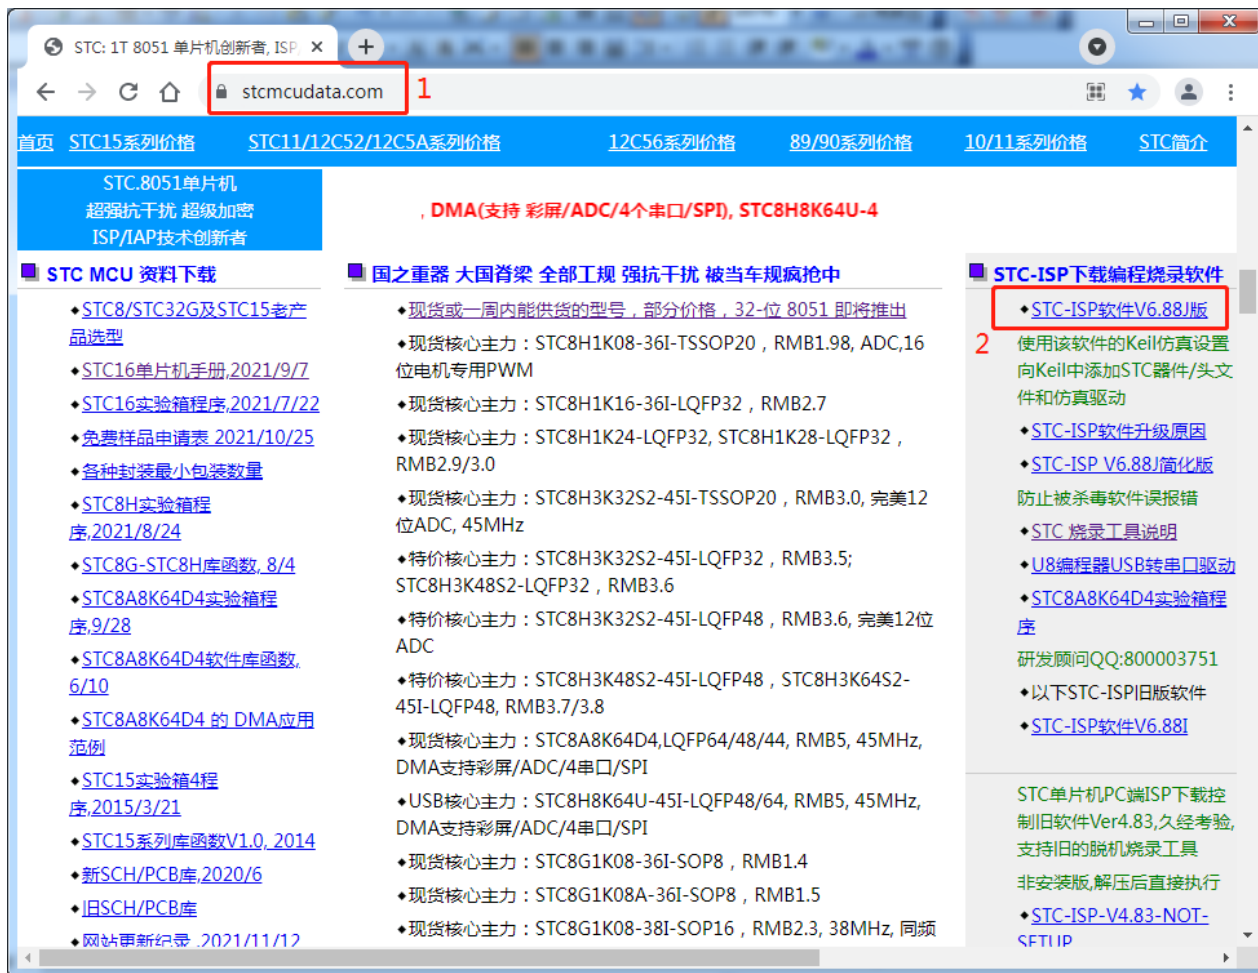 STC: 1T 8051 单片机创新者, ISP
stcmcudata.com
1
首页 STC15系列价格 STC11/12C52/12C5A系列价格 12C56系列价格 89/90系列价格 10/11系列价格 STC简介
STC.8051单片机
超强抗干扰 超级加密
ISP/IAP技术创新者
, DMA(支持 彩屏/ADC/4个串口/SPI), STC8H8K64U-4
STC MCU 资料下载
◆STC8/STC32G及STC15老产
品选型
◆STC16单片机手册,2021/9/7
◆STC16实验箱程序,2021/7/22
◆免费样品申请表 2021/10/25
◆各种封装最小包装数量
◆STC8H实验箱程
序,2021/8/24
◆STC8G-STC8H库函数, 8/4
◆STC8A8K64D4实验箱程
序,9/28
◆STC8A8K64D4软件库函数,
6/10
◆STC8A8K64D4 的 DMA应用
范例
◆STC15实验箱4程
序,2015/3/21
◆STC15系列库函数V1.0, 2014
◆新SCH/PCB库,2020/6
◆旧SCH/PCB库
◆网站更新纪录 ,2021/11/12
国之重器 大国脊梁 全部工规 强抗干扰 被当车规疯抢中
◆现货或一周内能供货的型号，部分价格，32-位 8051 即将推出
◆现货核心主力：STC8H1K08-36I-TSSOP20，RMB1.98, ADC,16
位电机专用PWM
◆现货核心主力：STC8H1K16-36I-LQFP32，RMB2.7
◆现货核心主力：STC8H1K24-LQFP32, STC8H1K28-LQFP32，
RMB2.9/3.0
◆现货核心主力：STC8H3K32S2-45I-TSSOP20，RMB3.0, 完美12
位ADC, 45MHz
◆特价核心主力：STC8H3K32S2-45I-LQFP32，RMB3.5;
STC8H3K48S2-LQFP32，RMB3.6
◆特价核心主力：STC8H3K32S2-45I-LQFP48，RMB3.6, 完美12位
ADC
◆特价核心主力：STC8H3K48S2-45I-LQFP48，STC8H3K64S2-
45I-LQFP48, RMB3.7/3.8
◆现货核心主力：STC8A8K64D4,LQFP64/48/44, RMB5, 45MHz,
DMA支持彩屏/ADC/4串口/SPI
◆USB核心主力：STC8H8K64U-45I-LQFP48/64, RMB5, 45MHz,
DMA支持彩屏/ADC/4串口/SPI
◆现货核心主力：STC8G1K08-36I-SOP8，RMB1.4
◆现货核心主力：STC8G1K08A-36I-SOP8，RMB1.5
◆现货核心主力：STC8G1K08-38I-SOP16，RMB2.3, 38MHz, 同频
STC-ISP下载编程烧录软件
◆STC-ISP软件V6.88J版
2
使用该软件的Keil仿真设置
向Keil中添加STC器件/头文
件和仿真驱动
◆STC-ISP软件升级原因
◆STC-ISP V6.88J简化版
防止被杀毒软件误报错
◆STC 烧录工具说明
◆U8编程器USB转串口驱动
◆STC8A8K64D4实验箱程
序
研发顾问QQ:800003751
◆以下STC-ISP旧版软件
◆STC-ISP软件V6.88I
STC单片机PC端ISP下载控
制旧软件Ver4.83,久经考验,
支持旧的脱机烧录工具
非安装版,解压后直接执行
◆STC-ISP-V4.83-NOT-
SETUP